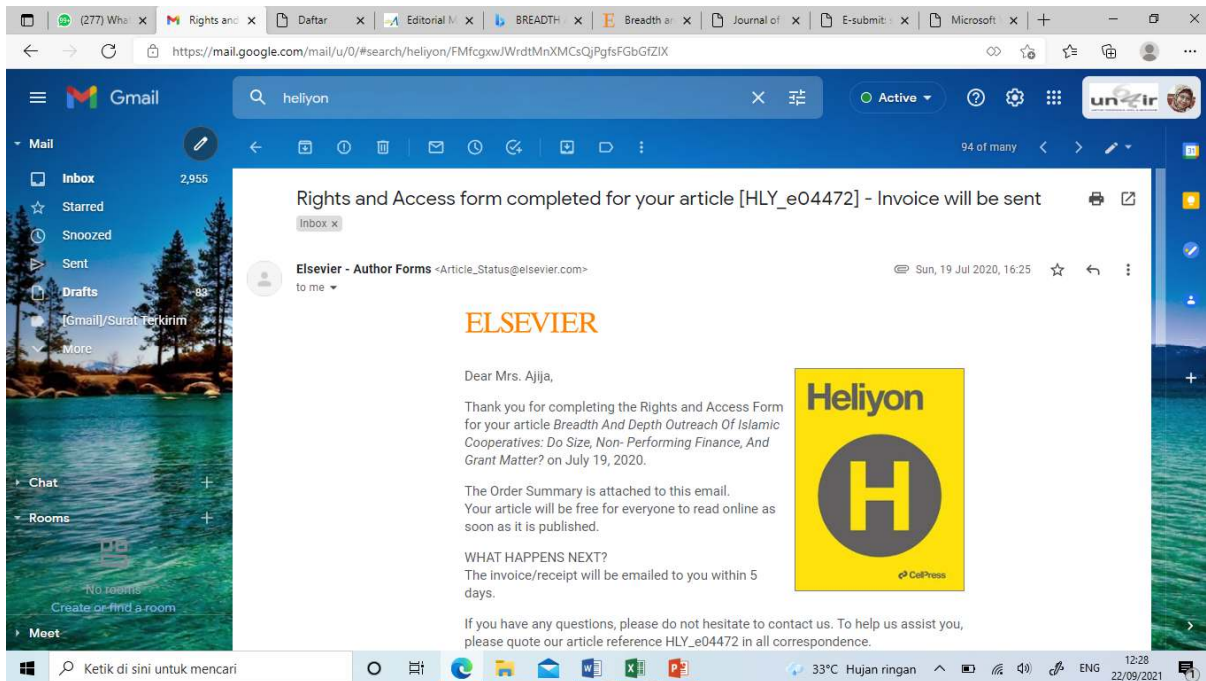 (277) What
Rights and
Daftar
Editorial M
BREADTH
Breadth an
Journal of
E-submit:
Microsoft
https://mail.google.com/mail/u/0/#search/heliyon/FMfcgxwJWrdtMnXMCsQjPgfsFGbGfZlX
Gmail
heliyon
Active
un
ir
Mail
94 of many
31
Inbox 2,955
Starred
Snoozed
Sent
Drafts 83
[Gmail]/Surat Terkirim
More
Chat
Rooms
No rooms
Create or find a room
Meet
Rights and Access form completed for your article [HLY_e04472] - Invoice will be sent
Inbox x
Elsevier - Author Forms <Article_Status@elsevier.com>
Sun, 19 Jul 2020, 16:25
to me
ELSEVIER
Dear Mrs. Ajija,
Thank you for completing the Rights and Access Form
for your article Breadth And Depth Outreach Of Islamic
Cooperatives: Do Size, Non- Performing Finance, And
Grant Matter? on July 19, 2020.
The Order Summary is attached to this email.
Your article will be free for everyone to read online as
soon as it is published.
WHAT HAPPENS NEXT?
The invoice/receipt will be emailed to you within 5
days.
If you have any questions, please do not hesitate to contact us. To help us assist you,
please quote our article reference HLY_e04472 in all correspondence.
Heliyon
H
CellPress
Ketik di sini untuk mencari
33°C Hujan ringan
ENG
12:28
22/09/2021